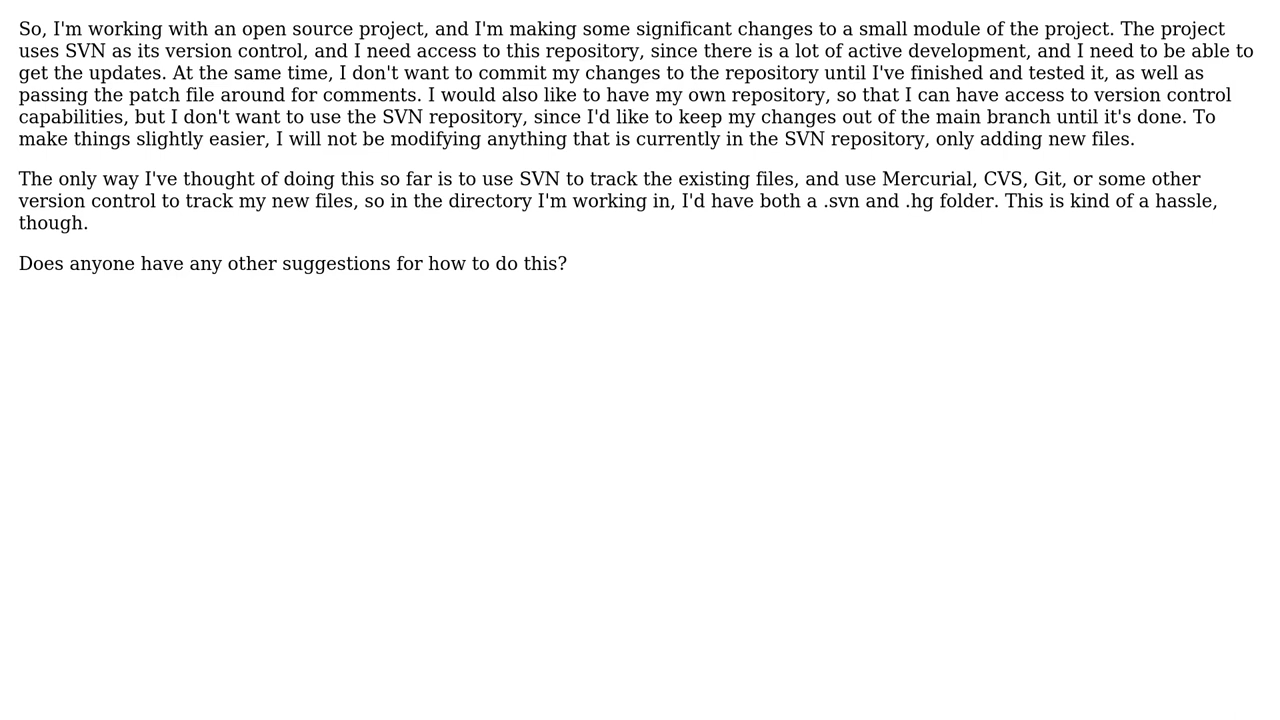 So, I'm working with an open source project, and I'm making some significant changes to a small module of the project. The project
uses SVN as its version control, and I need access to this repository, since there is a lot of active development, and I need to be able to
get the updates. At the same time, I don't want to commit my changes to the repository until I've finished and tested it, as well as
passing the patch file around for comments. I would also like to have my own repository, so that I can have access to version control
capabilities, but I don't want to use the SVN repository, since I'd like to keep my changes out of the main branch until it's done. To
make things slightly easier, I will not be modifying anything that is currently in the SVN repository, only adding new files.
The only way I've thought of doing this so far is to use SVN to track the existing files, and use Mercurial, CVS, Git, or some other
version control to track my new files, so in the directory I'm working in, I'd have both a .svn and .hg folder. This is kind of a hassle,
though.
Does anyone have any other suggestions for how to do this?